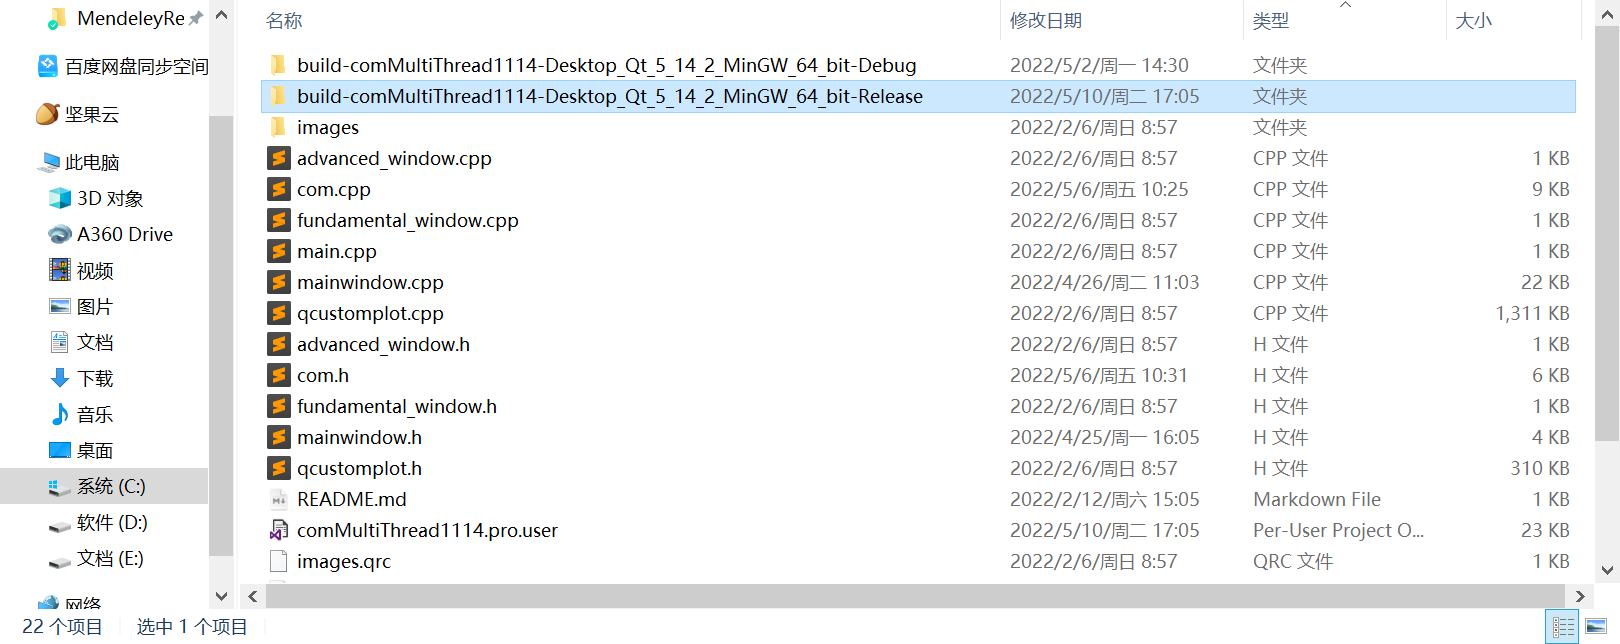 MendeleyRe
百度网盘同步空间
坚果云
此电脑
3D 对象
A360 Drive
视频
图片
文档
下载
音乐
桌面
系统 (C:)
软件 (D:)
文档 (E:)
网络
名称 修改日期 类型 大小
build-comMultiThread1114-Desktop_Qt_5_14_2_MinGW_64_bit-Debug 2022/5/2/周一 14:30 文件夹
build-comMultiThread1114-Desktop_Qt_5_14_2_MinGW_64_bit-Release 2022/5/10/周二 17:05 文件夹
images 2022/2/6/周日 8:57 文件夹
advanced_window.cpp 2022/2/6/周日 8:57 CPP 文件 1 KB
com.cpp 2022/5/6/周五 10:25 CPP 文件 9 KB
fundamental_window.cpp 2022/2/6/周日 8:57 CPP 文件 1 KB
main.cpp 2022/2/6/周日 8:57 CPP 文件 1 KB
mainwindow.cpp 2022/4/26/周二 11:03 CPP 文件 22 KB
qcustomplot.cpp 2022/2/6/周日 8:57 CPP 文件 1,311 KB
advanced_window.h 2022/2/6/周日 8:57 H 文件 1 KB
com.h 2022/5/6/周五 10:31 H 文件 6 KB
fundamental_window.h 2022/2/6/周日 8:57 H 文件 1 KB
mainwindow.h 2022/4/25/周一 16:05 H 文件 4 KB
qcustomplot.h 2022/2/6/周日 8:57 H 文件 310 KB
README.md 2022/2/12/周六 15:05 Markdown File 1 KB
comMultiThread1114.pro.user 2022/5/10/周二 17:05 Per-User Project O... 23 KB
images.qrc 2022/2/6/周日 8:57 QRC 文件 1 KB
22 个项目 选中 1 个项目